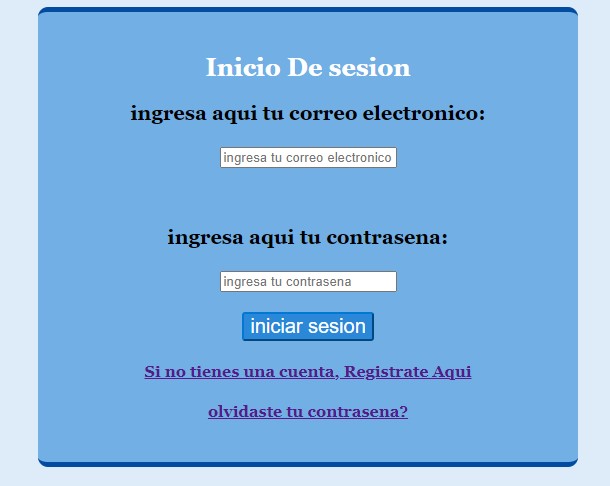 Inicio De sesion
ingresa aqui tu correo electronico:
ingresa tu correo electronico
ingresa aqui tu contrasena:
ingresa tu contrasena
iniciar sesion
Si no tienes una cuenta, Registrate Aqui
olvidaste tu contrasena?